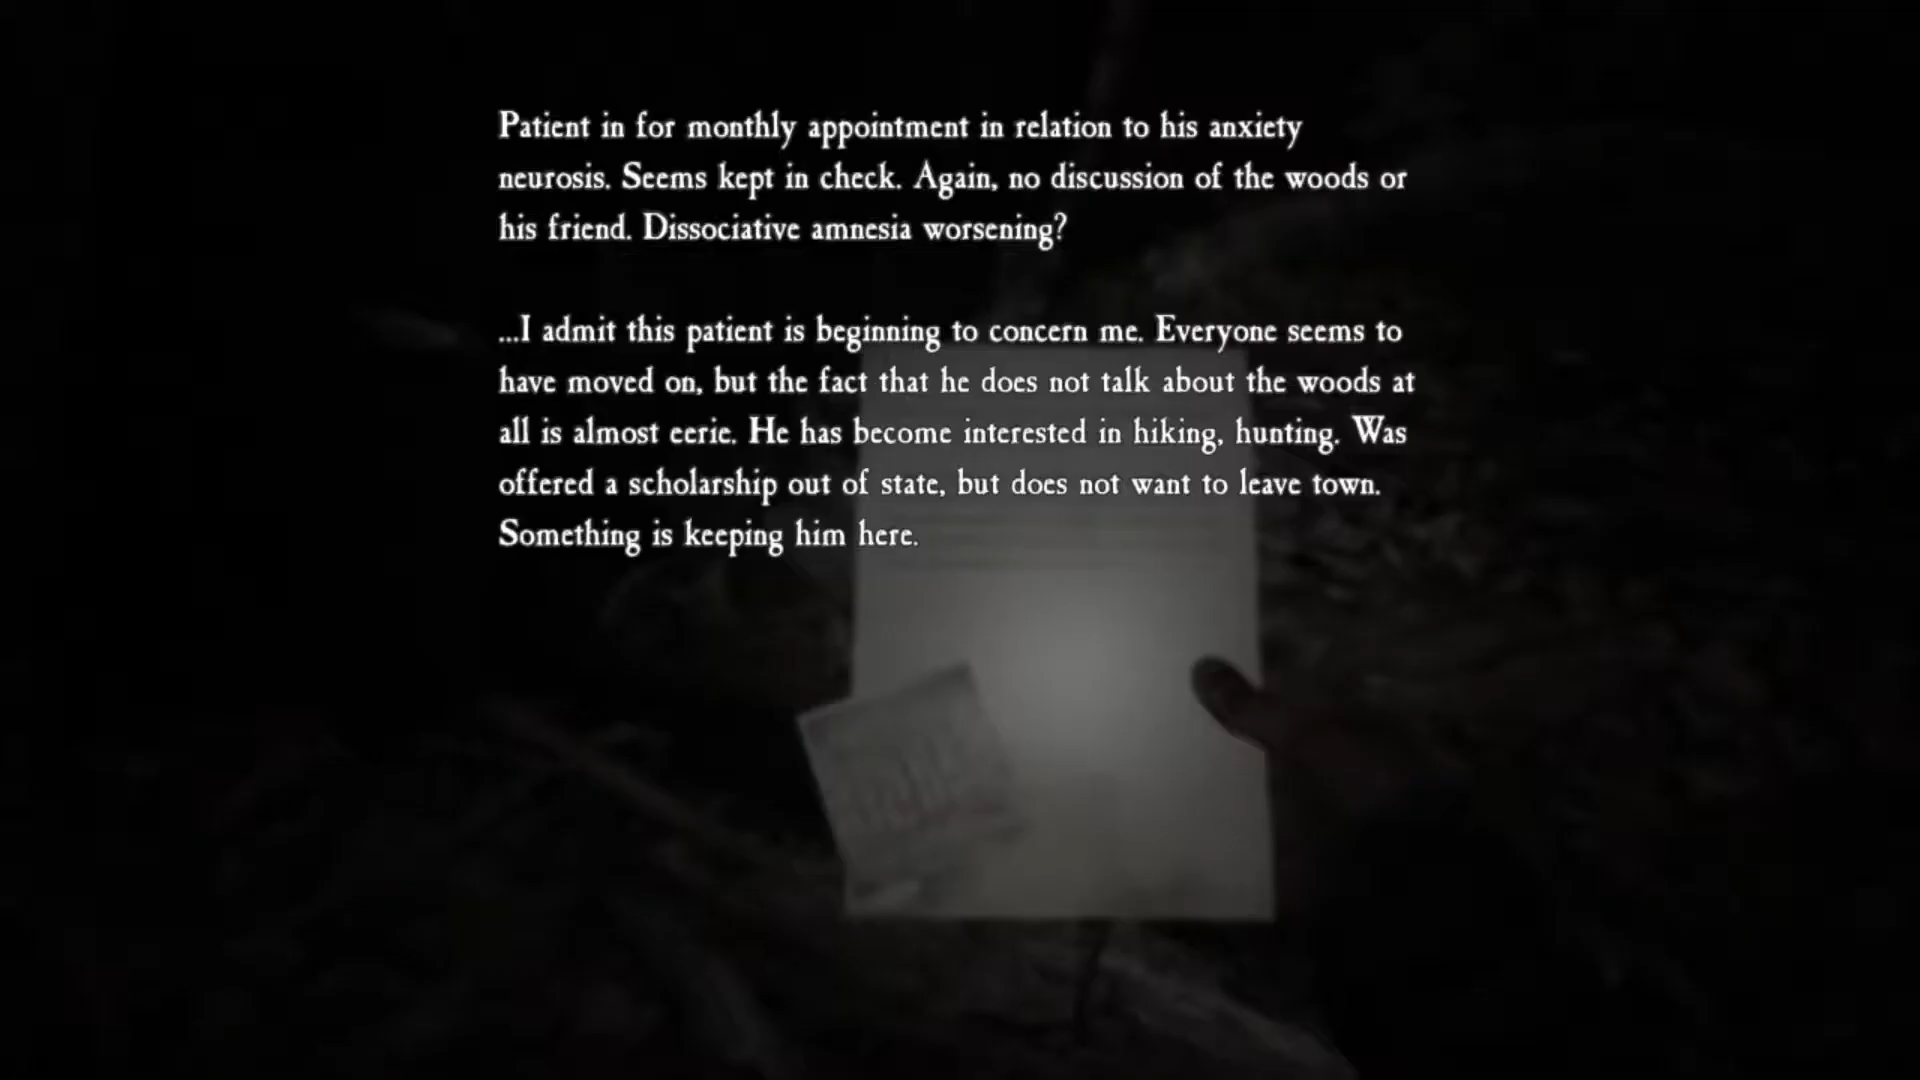 Patient in for monthly appointment in relation to his anxiety
neurosis. Seems kept in check. Again, no discussion of the woods or
his friend. Dissociative amnesia worsening?
...I admit this patient is beginning to concern me. Everyone seems to
have moved on, but the fact that he does not talk about the woods at
all is almost eerie. He has become interested in hiking, hunting. Was
offered a scholarship out of state, but does not want to leave town.
Something is keeping him here.